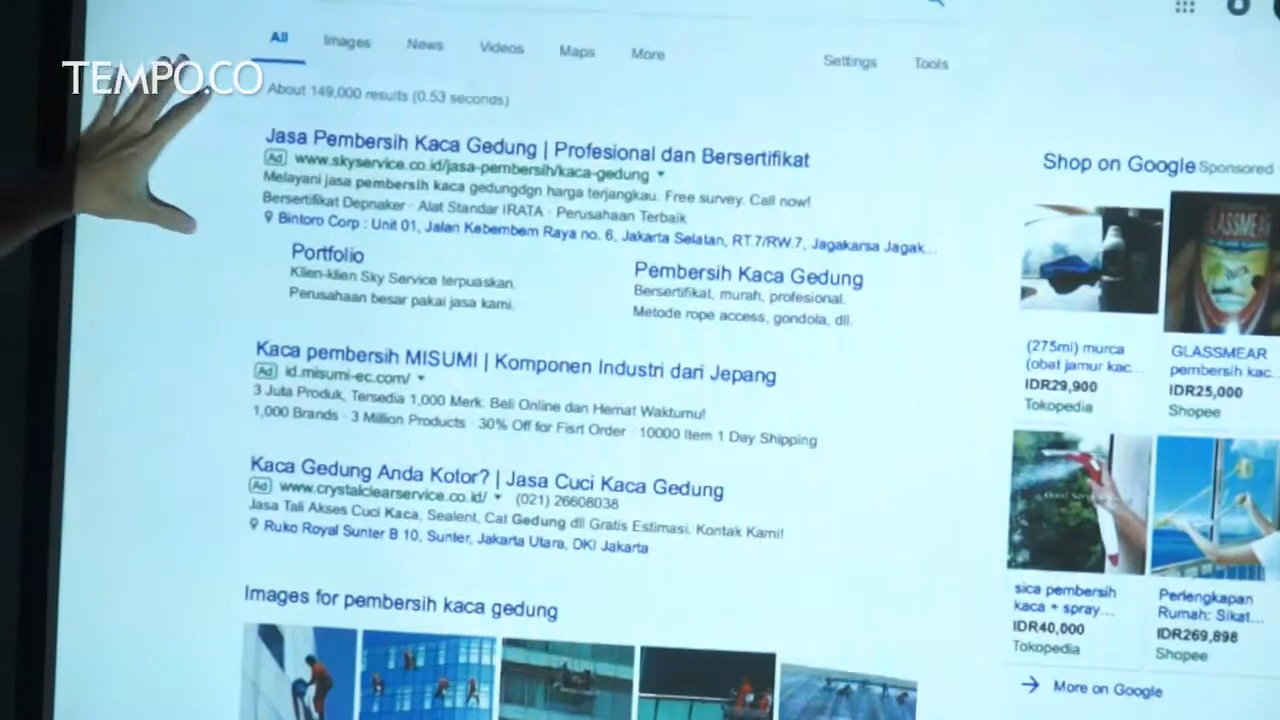 TEMPO.CO
All Images News Videos Maps More Settings Tools
About 149,000 results (0.53 seconds)
Jasa Pembersih Kaca Gedung | Profesional dan Bersertifikat
Ad www.skyservice.co.id/jasa-pembersih/kaca-gedung
Melayani jasa pembersih kaca gedungdgn harga terjangkau. Free survey. Call now!
Bersertifikat Depnaker · Alat Standar IRATA · Perusahaan Terbaik
Bintoro Corp : Unit 01, Jalan Kebembem Raya no. 6, Jakarta Selatan, RT.7/RW.7, Jagakarsa Jagak...
Portfolio
Klien-klien Sky Service terpuaskan.
Perusahaan besar pakai jasa kami.
Pembersih Kaca Gedung
Bersertifikat, murah, profesional.
Metode rope access, gondola, dll.
Kaca pembersih MISUMI | Komponen Industri dari Jepang
Ad id.misumi-ec.com/
3 Juta Produk, Tersedia 1,000 Merk. Beli Online dan Hemat Waktumu!
1,000 Brands · 3 Million Products · 30% Off for Fisrt Order · 10000 Item 1 Day Shipping
Kaca Gedung Anda Kotor? | Jasa Cuci Kaca Gedung
Ad www.crystalclearservice.co.id/ (021) 26608038
Jasa Tali Akses Cuci Kaca, Sealent, Cat Gedung dll Gratis Estimasi. Kontak Kami!
Ruko Royal Sunter B 10, Sunter, Jakarta Utara, DKI Jakarta
Images for pembersih kaca gedung
Shop on Google Sponsored
GLASSMEAR
(275ml) murca
(obat jamur kac...
IDR29,900
Tokopedia
GLASSMEAR
pembersih kac...
IDR25,000
Shopee
sica pembersih
kaca + spray...
IDR40,000
Tokopedia
Perlengkapan
Rumah: Sikat...
IDR269,898
Shopee
→ More on Google